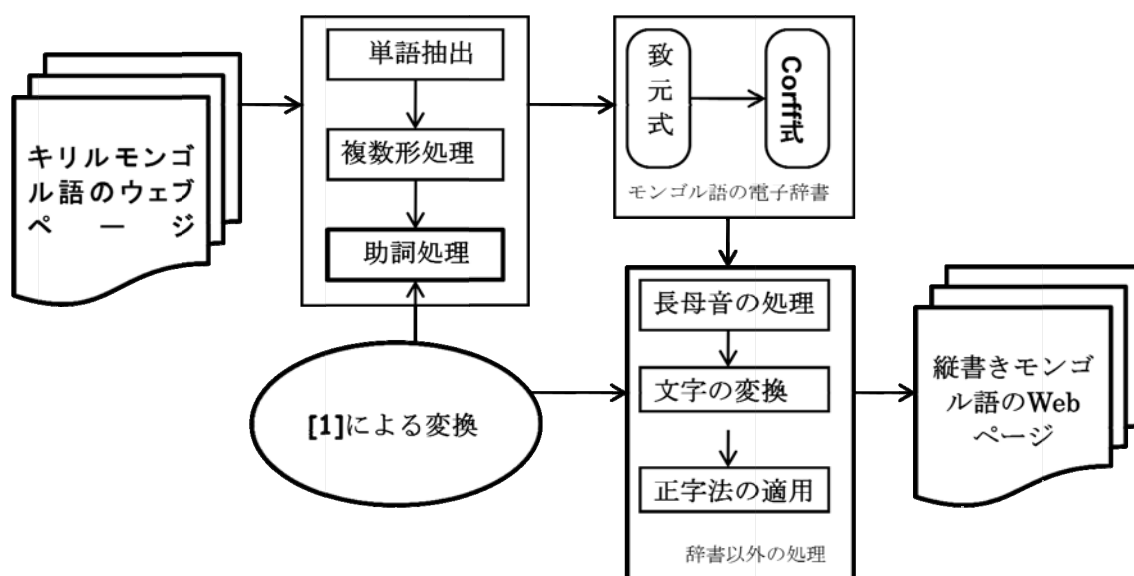 キリルモンゴ
ル語のウェブ
ページ
単語抽出
複数形処理
助詞処理
致元式
Corff式
モンゴル語の電子辞書
[1]による変換
長母音の処理
文字の変換
正字法の適用
辞書以外の処理
縦書きモンゴ
ル語のWeb
ページ